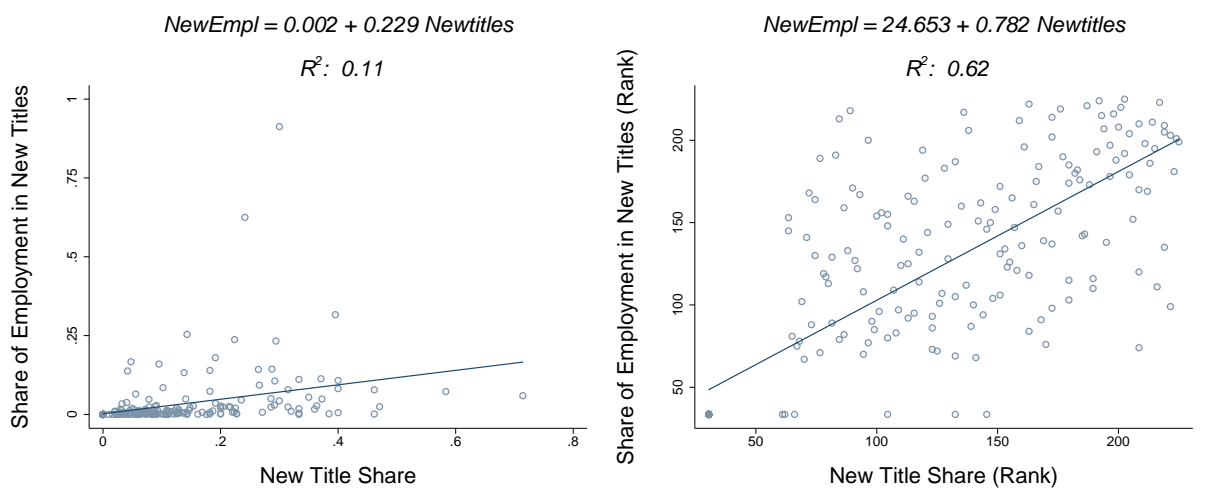 NewEmpl = 0.002 + 0.229 Newtitles
R²: 0.11
Share of Employment in New Titles
1
.75
.5
.25
0
0 .2 .4 .6 .8
New Title Share
NewEmpl = 24.653 + 0.782 Newtitles
R²: 0.62
Share of Employment in New Titles (Rank)
200
150
100
50
50 100 150 200
New Title Share (Rank)